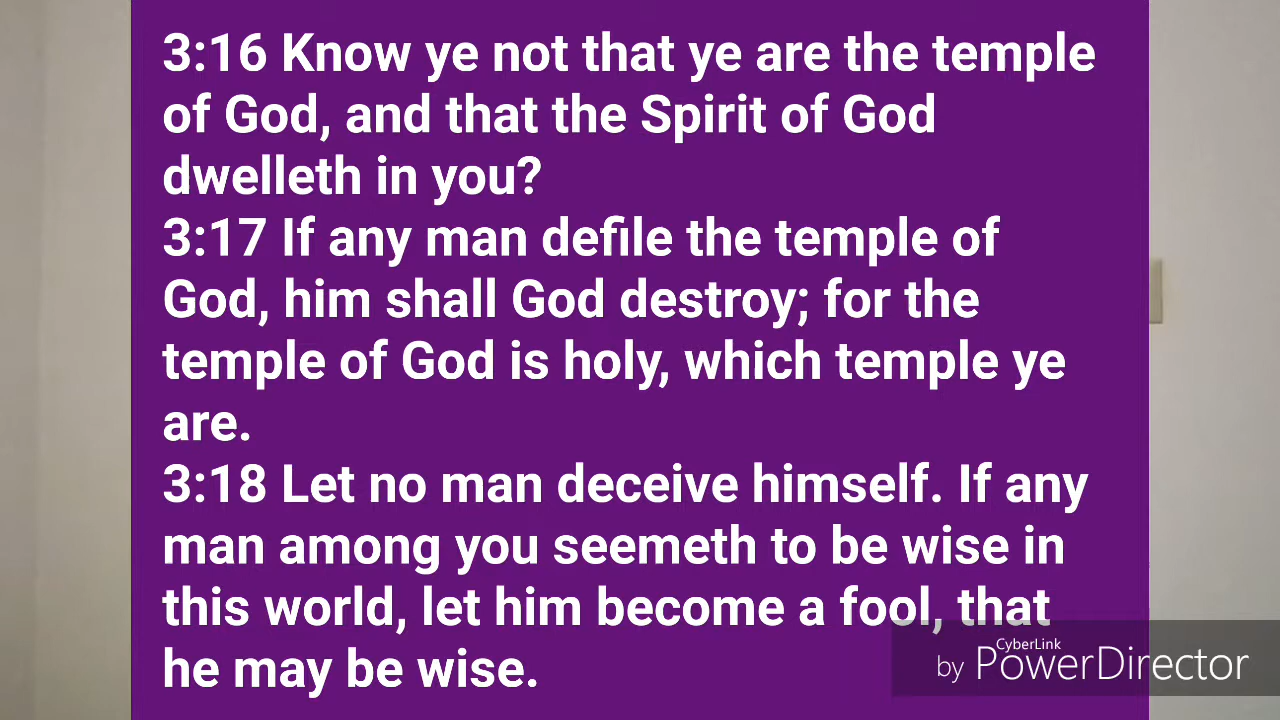 3:16 Know ye not that ye are the temple
of God, and that the Spirit of God
dwelleth in you?
3:17 If any man defile the temple of
God, him shall God destroy; for the
temple of God is holy, which temple ye
are.
3:18 Let no man deceive himself. If any
man among you seemeth to be wise in
this world, let him become a fool, that
he may be wise.
CyberLink
by PowerDirector